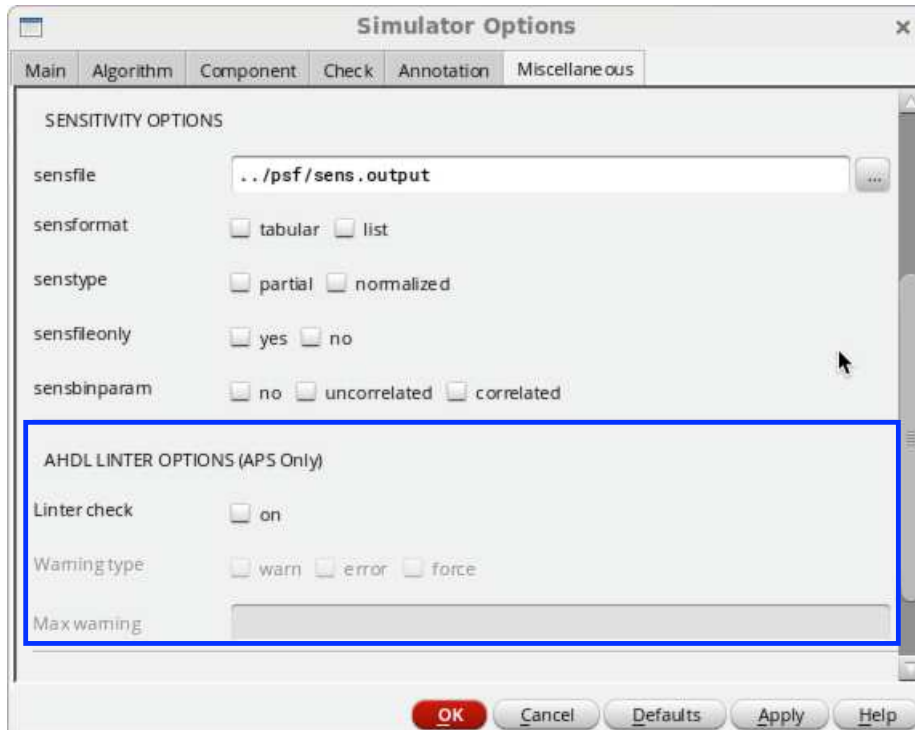 Simulator Options
Main Algorithm Component Check Annotation Miscellaneous
SENSITIVITY OPTIONS
sensfile ../psf/sens.output ...
sensformat tabular list
senstype partial normalized
sensfileonly yes no
sensbinparam no uncorrelated correlated
AHDL LINTER OPTIONS (APS Only)
Linter check on
Warning type warn error force
Max warning
OK Cancel Defaults Apply Help